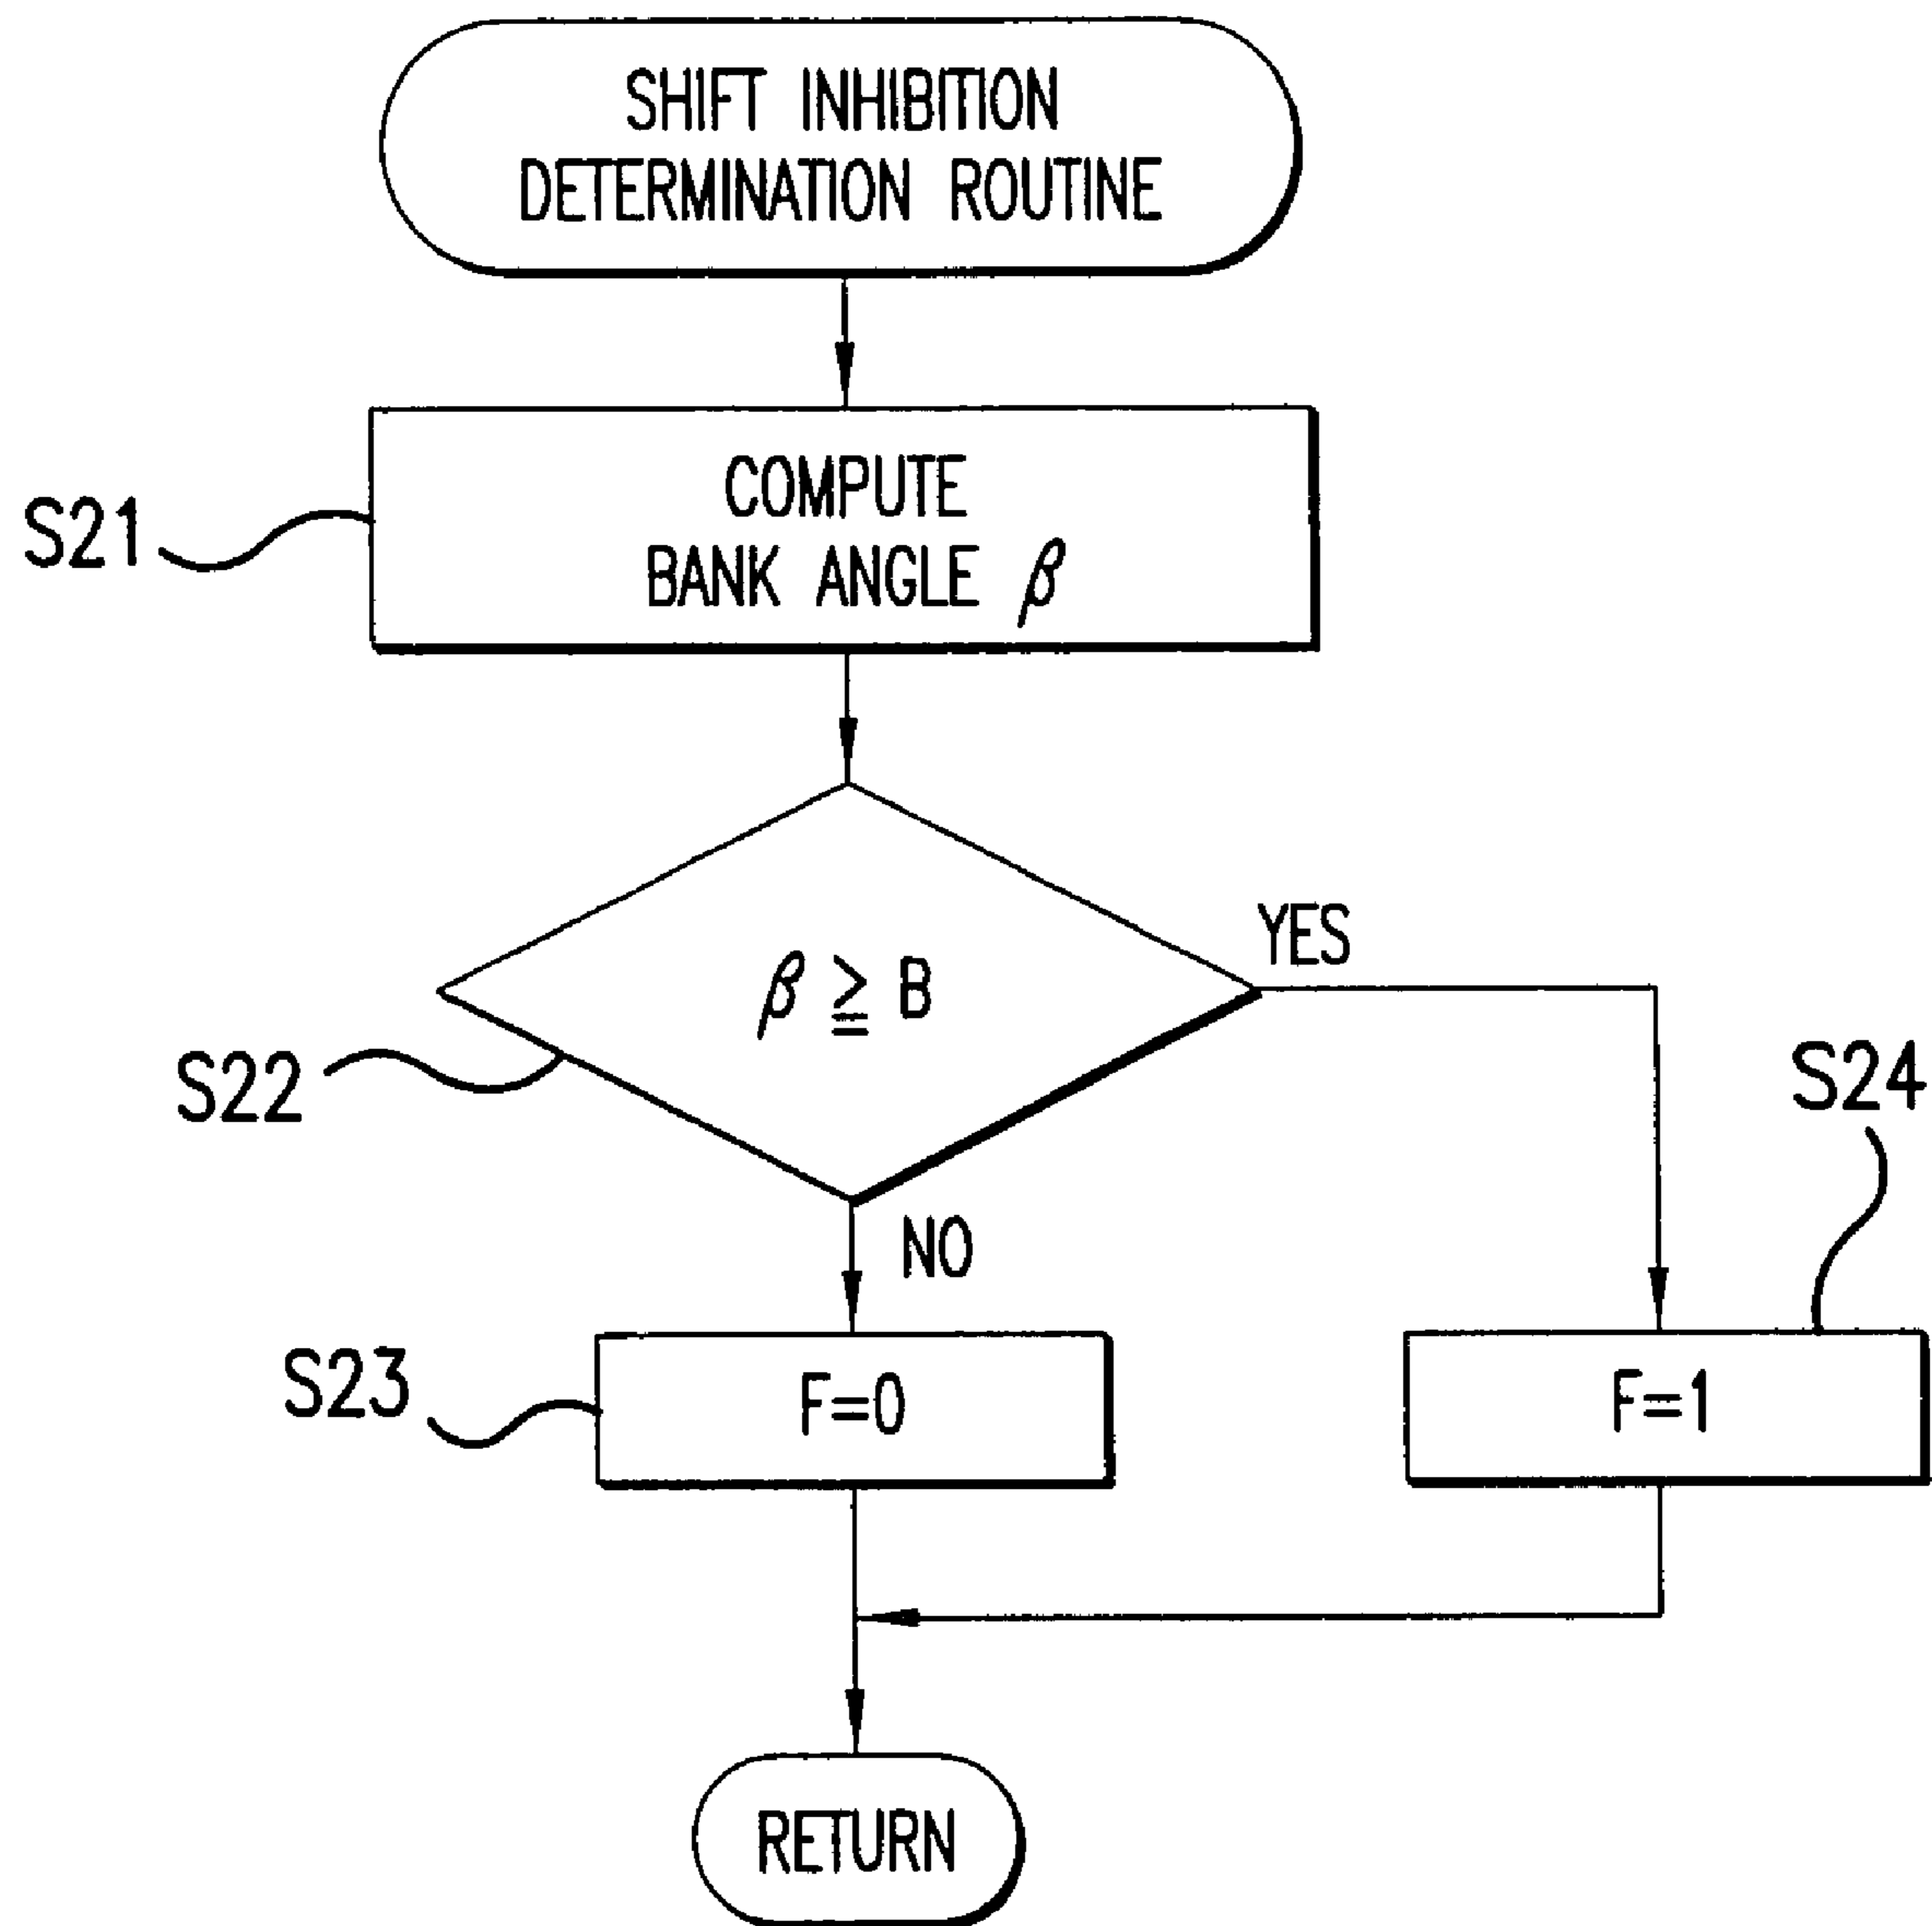 SHIFT INHIBITION
DETERMINATION ROUTINE
COMPUTE
BANK ANGLE β
S21
β ≧ B
YES
S22
S24
NO
F=0
S23
F=1
RETURN